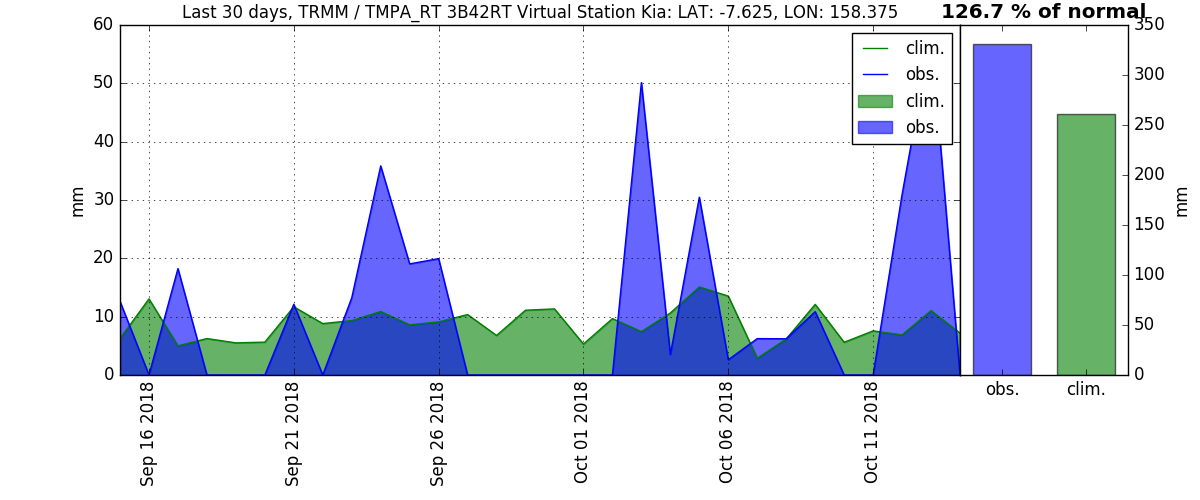 Last 30 days, TRMM / TMPA_RT 3B42RT Virtual Station Kia: LAT: -7.625, LON: 158.375
126.7 % of normal
60
50
40
30
20
10
0
mm
clim.
obs.
clim.
obs.
350
300
250
200
150
100
50
0
mm
Sep 16 2018
Sep 21 2018
Sep 26 2018
Oct 01 2018
Oct 06 2018
Oct 11 2018
obs.
clim.